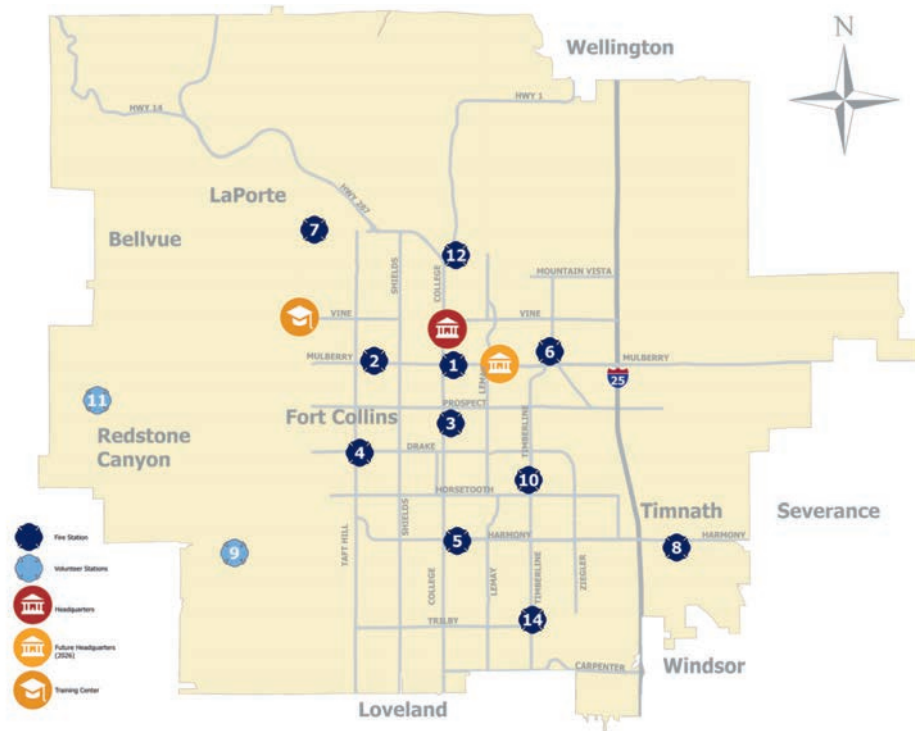 N
Wellington
HWY 14
HWY 1
HWY 287
LaPorte
7
Bellvue
12
SHIELDS
COLLEGE
MOUNTAIN VISTA
VINE
VINE
MULBERRY
2
1
LEMAY
6
MULBERRY
25
11
PROSPECT
Fort Collins
3
Redstone
Canyon
4
DRAKE
TIMBERLINE
10
HORSETOOTH
Timnath
Severance
SHIELDS
TAFT HILL
5
HARMONY
8
HARMONY
9
COLLEGE
LEMAY
TIMBERLINE
ZIEGLER
TRILBY
14
CARPENTER
Windsor
Loveland
Fire Station
Volunteer Stations
Headquarters
Future Headquarters
(2026)
Training Center